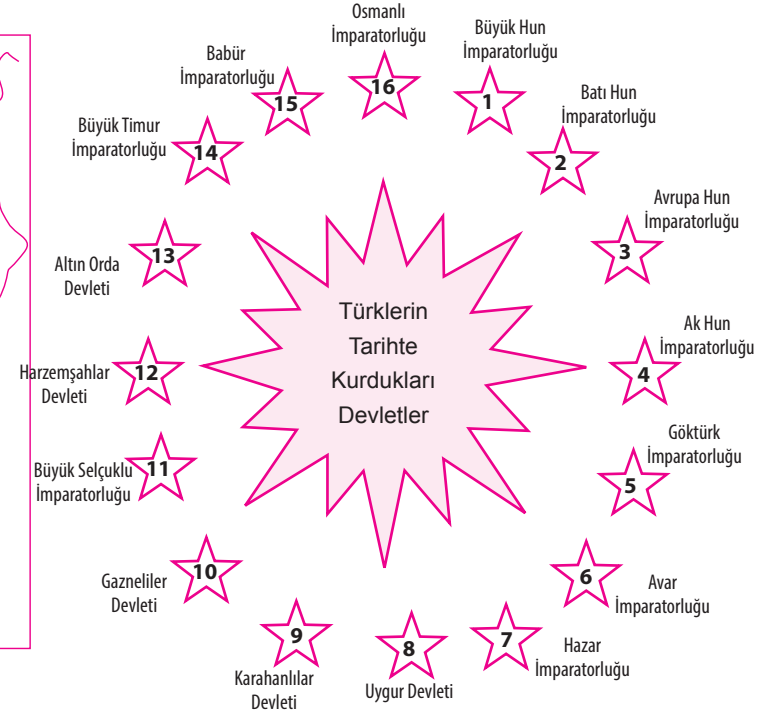 Türklerin
Tarihte
Kurdukları
Devletler
Büyük Hun
İmparatorluğu
1
Batı Hun
İmparatorluğu
2
Avrupa Hun
İmparatorluğu
3
Ak Hun
İmparatorluğu
4
Göktürk
İmparatorluğu
5
Avar
İmparatorluğu
6
Hazar
İmparatorluğu
7
Uygur Devleti
8
Karahanlılar
Devleti
9
Gazneliler
Devleti
10
Büyük Selçuklu
İmparatorluğu
11
Harzemşahlar
Devleti
12
Altın Orda
Devleti
13
Büyük Timur
İmparatorluğu
14
Babür
İmparatorluğu
15
Osmanlı
İmparatorluğu
16